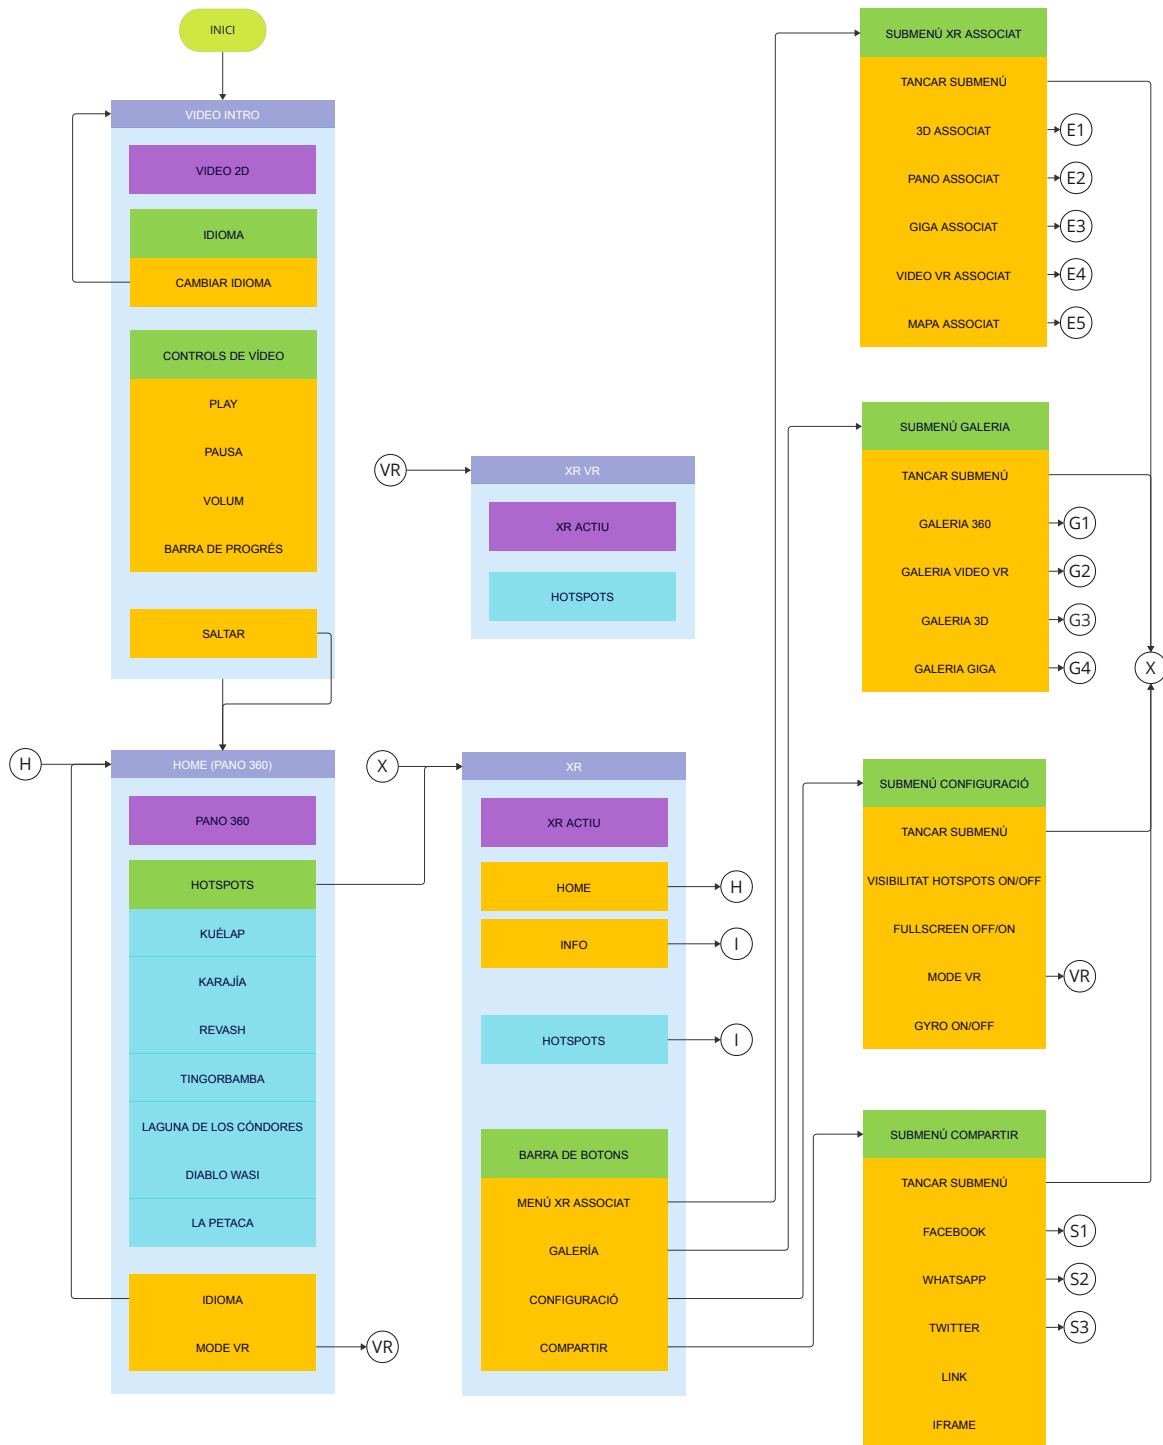 INICI
VIDEO INTRO
VIDEO 2D
IDIOMA
CAMBIAR IDIOMA
CONTROLS DE VÍDEO
PLAY
PAUSA
VOLUM
BARRA DE PROGRÉS
SALTAR
H
HOME (PANO 360)
PANO 360
HOTSPOTS
KUÉLAP
KARAJÍA
REVASH
TINGORBAMBA
LAGUNA DE LOS CÓNDORES
DIABLO WASI
LA PETACA
IDIOMA
MODE VR
VR
VR
XR VR
XR ACTIU
HOTSPOTS
X
XR
XR ACTIU
HOME
H
INFO
I
HOTSPOTS
I
BARRA DE BOTONS
MENÚ XR ASSOCIAT
GALERÍA
CONFIGURACIÓ
COMPARTIR
SUBMENÚ XR ASSOCIAT
TANCAR SUBMENÚ
3D ASSOCIAT
E1
PANO ASSOCIAT
E2
GIGA ASSOCIAT
E3
VIDEO VR ASSOCIAT
E4
MAPA ASSOCIAT
E5
SUBMENÚ GALERIA
TANCAR SUBMENÚ
GALERIA 360
G1
GALERIA VIDEO VR
G2
GALERIA 3D
G3
GALERIA GIGA
G4
X
SUBMENÚ CONFIGURACIÓ
TANCAR SUBMENÚ
VISIBILITAT HOTSPOTS ON/OFF
FULLSCREEN OFF/ON
MODE VR
VR
GYRO ON/OFF
SUBMENÚ COMPARTIR
TANCAR SUBMENÚ
FACEBOOK
S1
WHATSAPP
S2
TWITTER
S3
LINK
IFRAME